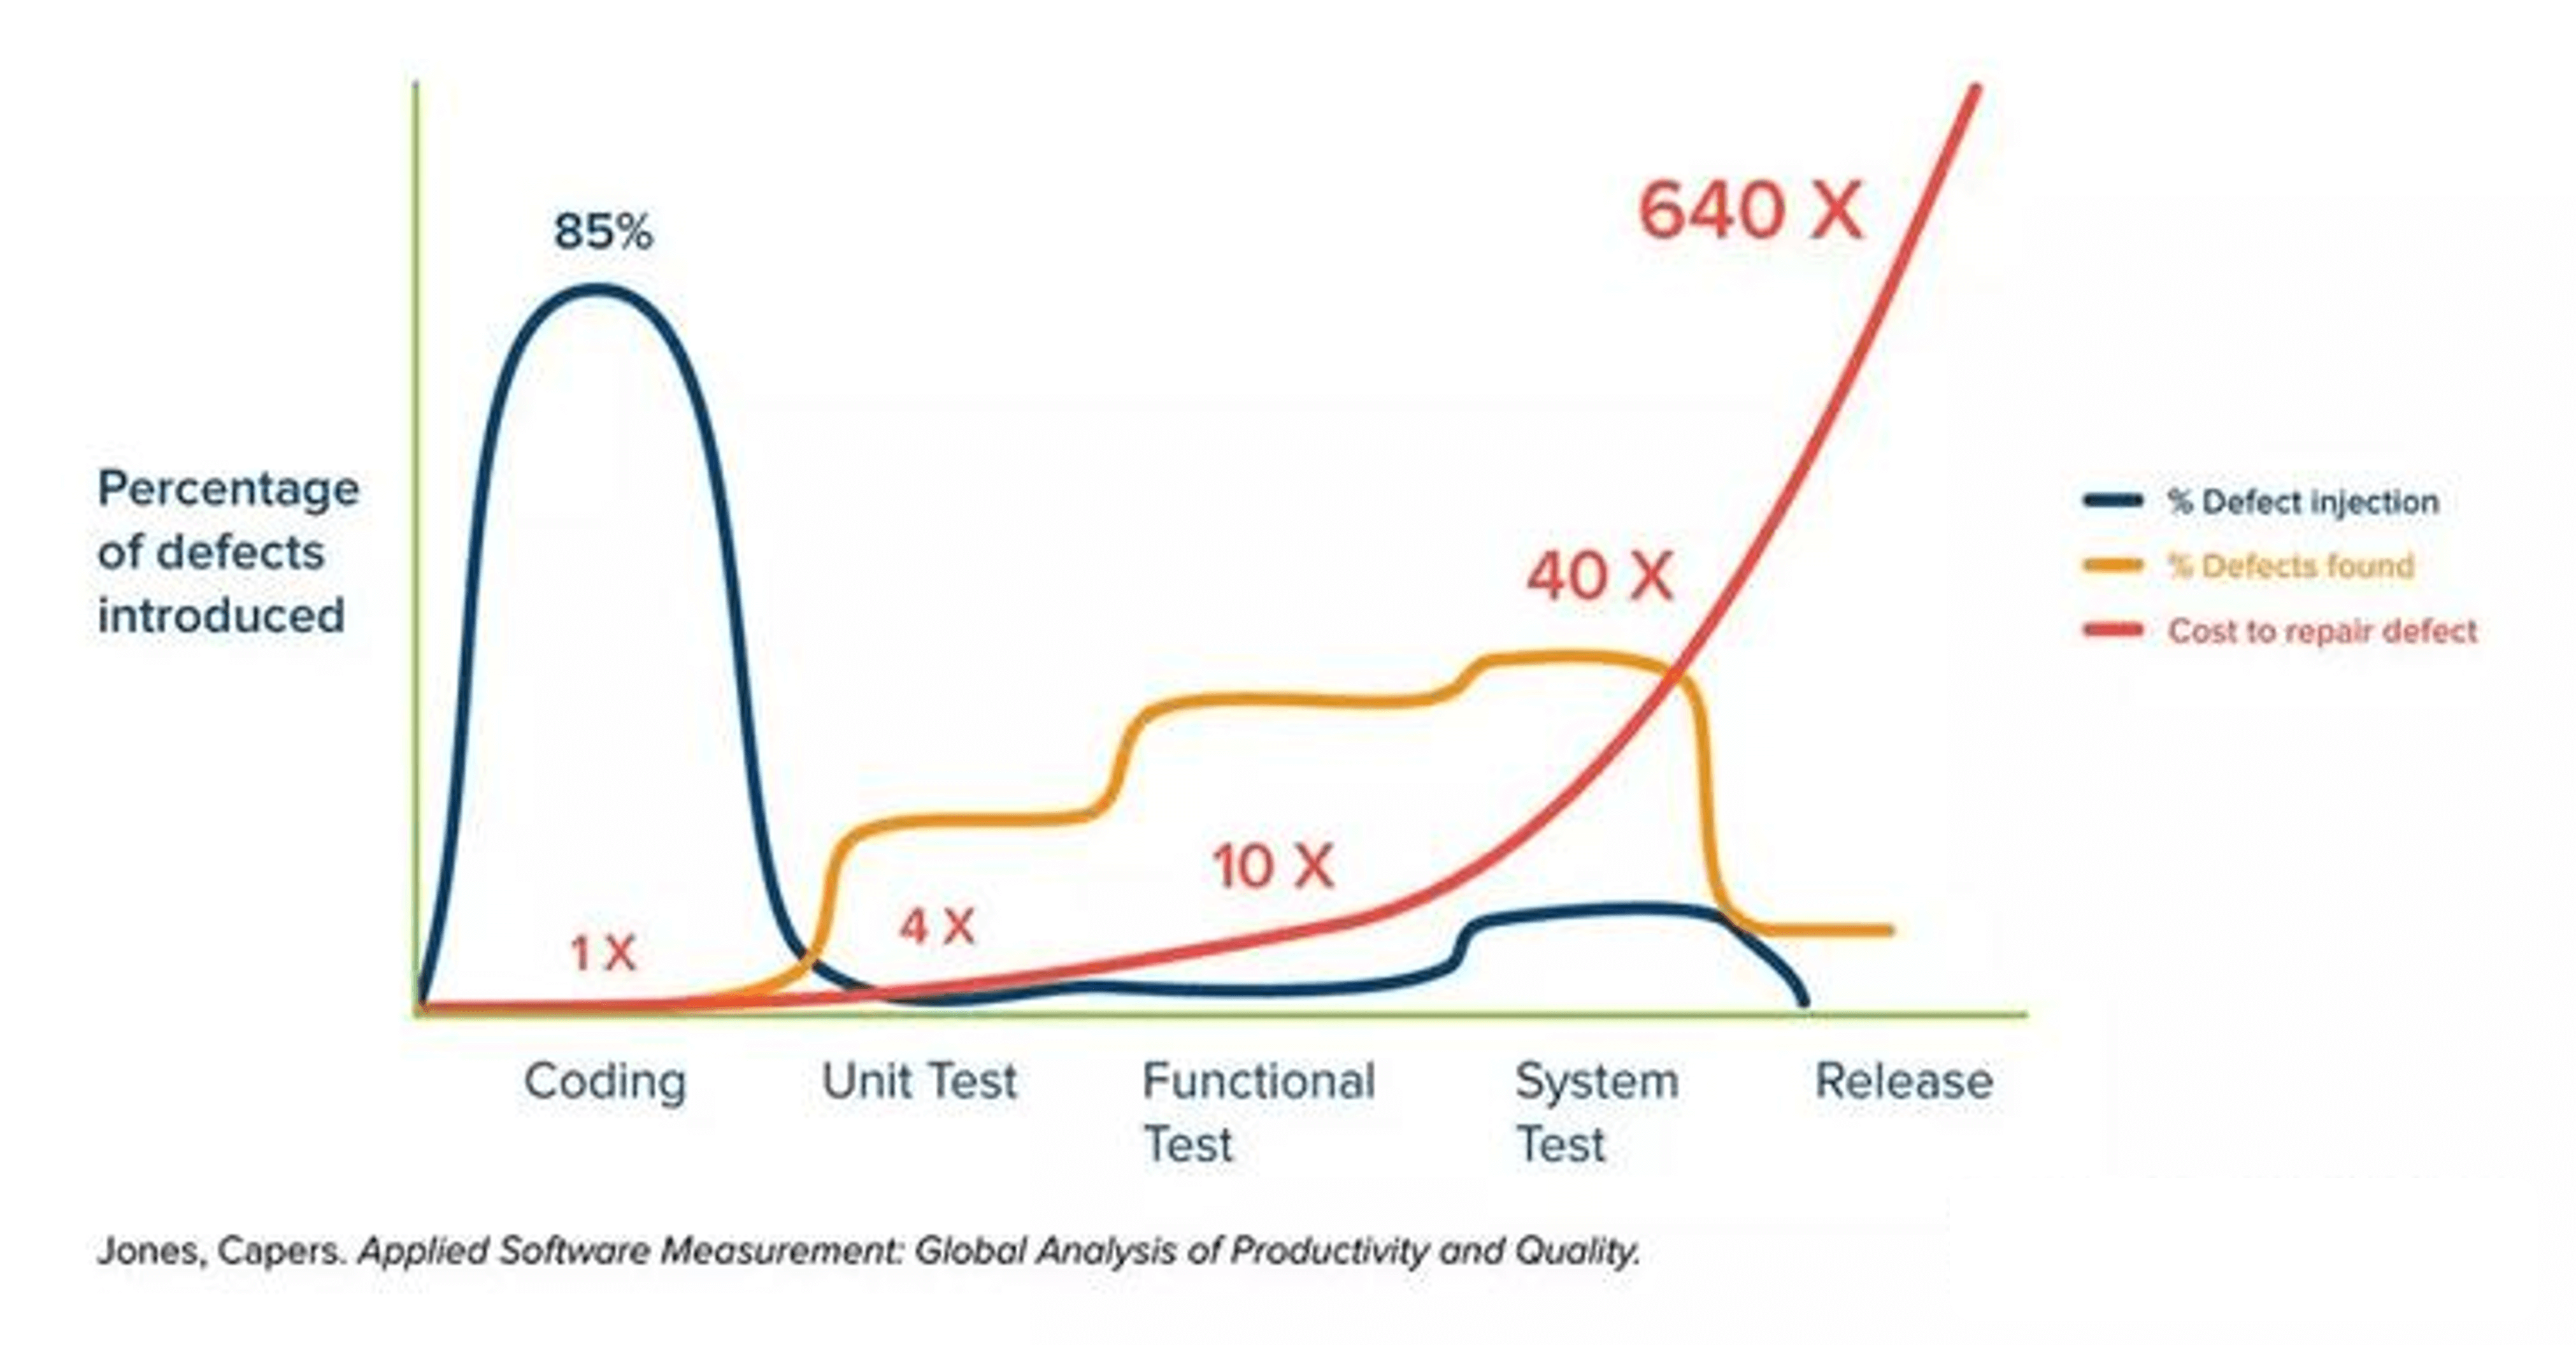 85%
640 X
40 X
10 X
4 X
1 X
Percentage
of defects
introduced
% Defect injection
% Defects found
Cost to repair defect
Coding
Unit Test
Functional
Test
System
Test
Release
Jones, Capers. Applied Software Measurement: Global Analysis of Productivity and Quality.